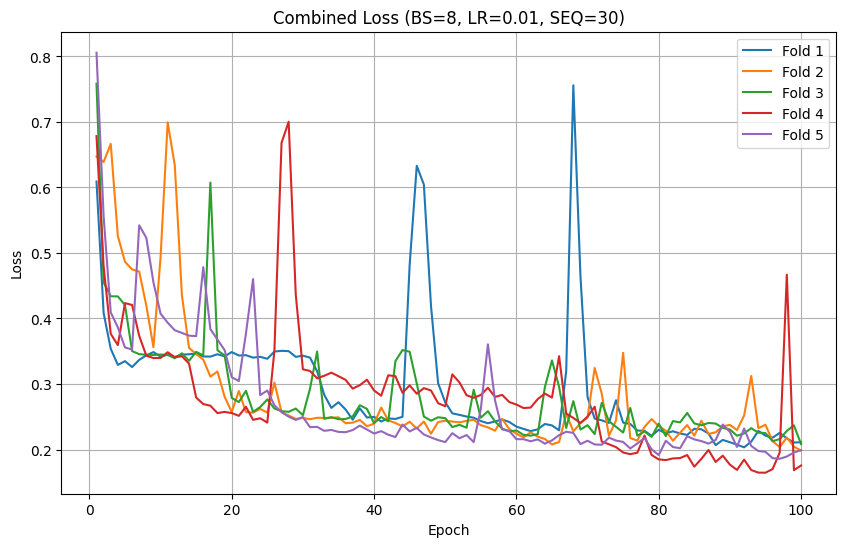 Combined Loss (BS=8, LR=0.01, SEQ=30)
Fold 1
Fold 2
Fold 3
Fold 4
Fold 5
Loss
0.8
0.7
0.6
0.5
0.4
0.3
0.2
0 20 40 60 80 100
Epoch